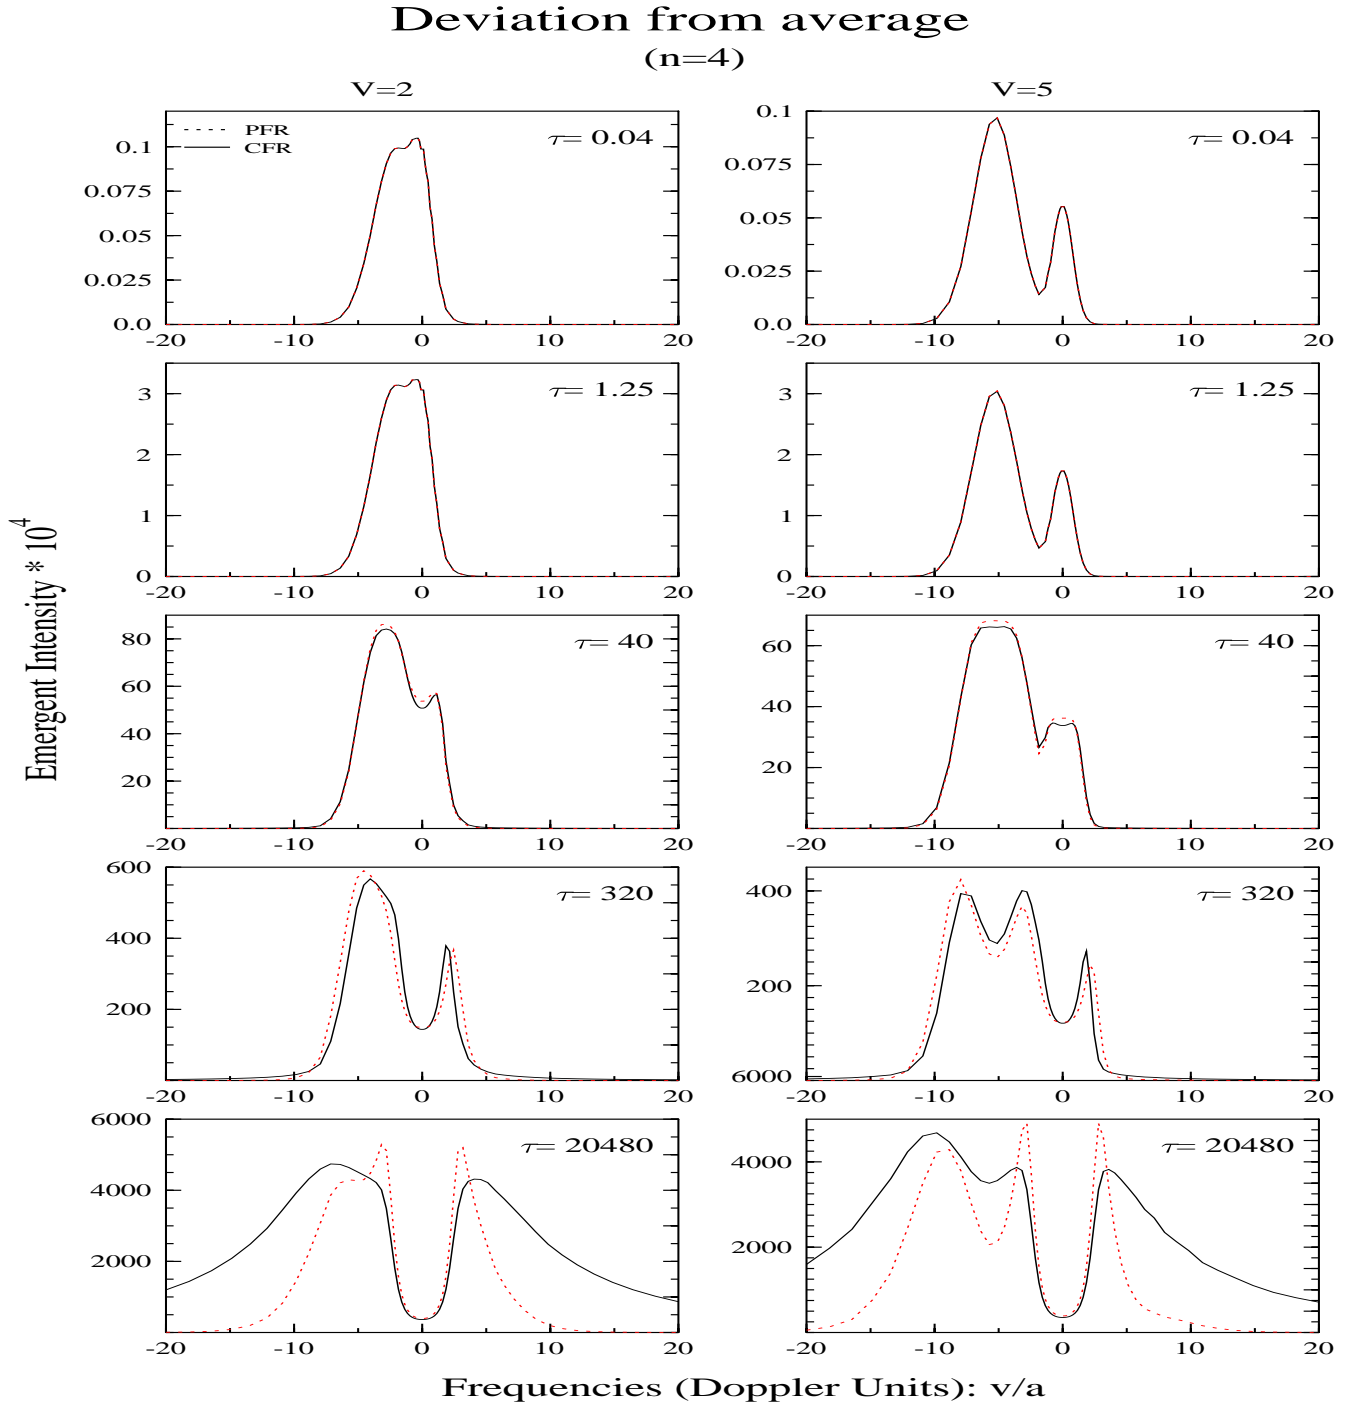 Deviation from average
(n=4)
V=2
V=5
PFR
CFR
τ= 0.04
0.1
0.075
0.05
0.025
0.0
-20 -10 0 10 20
τ= 0.04
0.1
0.075
0.05
0.025
0.0
-20 -10 0 10 20
τ= 1.25
3
2
1
0
-20 -10 0 10 20
τ= 1.25
3
2
1
0
-20 -10 0 10 20
τ= 40
80
60
40
20
-20 -10 0 10 20
τ= 40
60
40
20
-20 -10 0 10 20
τ= 320
600
400
200
-20 -10 0 10 20
τ= 320
400
200
6000
-20 -10 0 10 20
τ= 20480
6000
4000
2000
-20 -10 0 10 20
τ= 20480
4000
2000
-20 -10 0 10 20
Emergent Intensity * 10⁴
Frequencies (Doppler Units): v/a